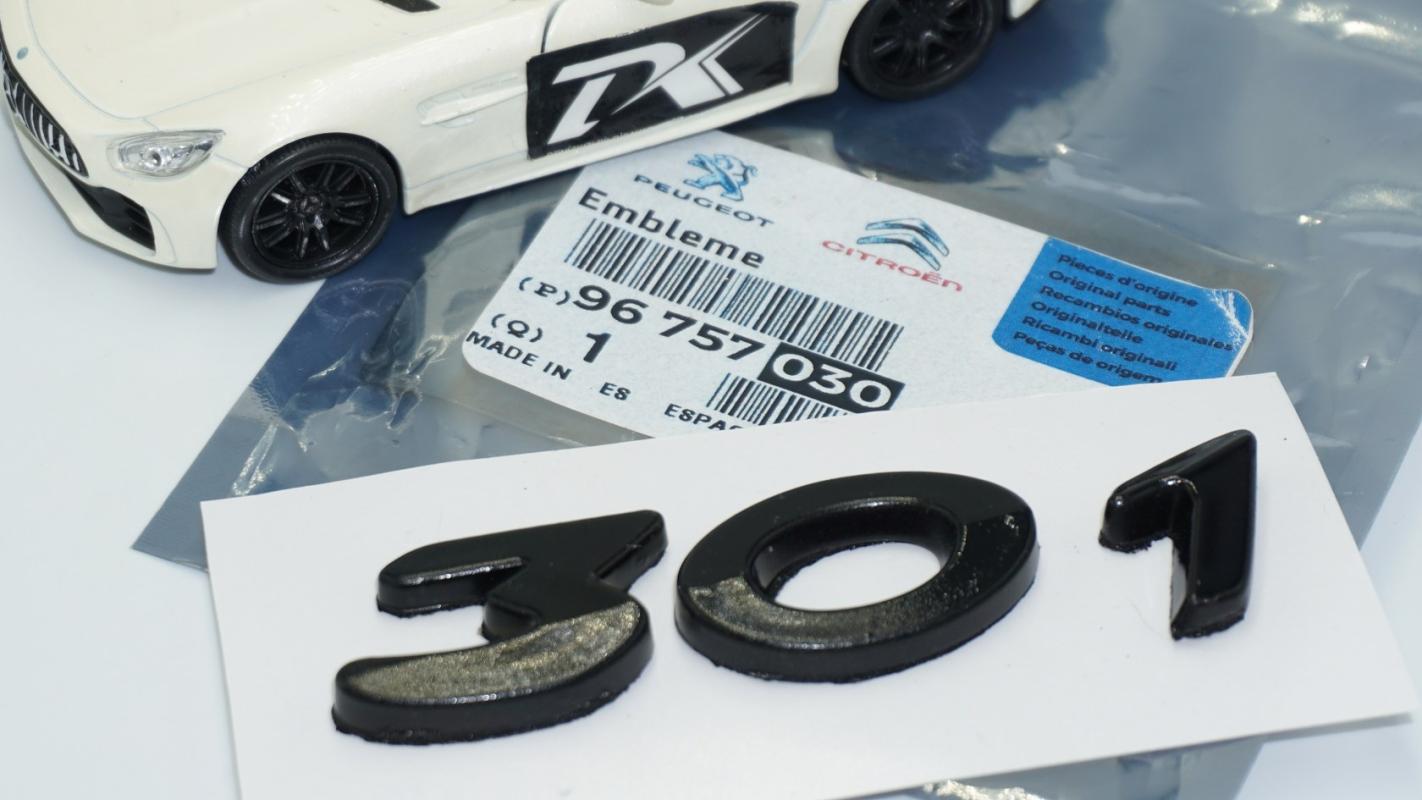 PK
PEUGEOT
CITROËN
Embleme
(P)96 757 030
(Q) 1
MADE IN ES
Pieces d'origine
Original parts
Recambios originales
Originalteile
Ricambi originali
Peças de origem
301